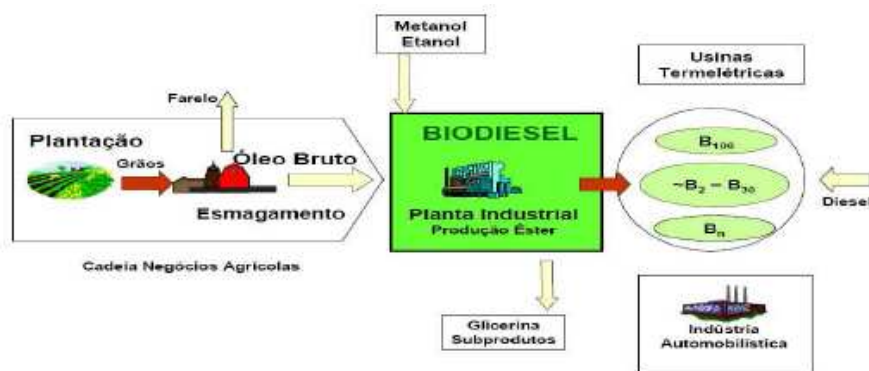 Metanol
Etanol
Usinas
Termelétricas
Farelo
Plantação
Grãos
Óleo Bruto
Esmagamento
Cadeia Negócios Agrícolas
BIODIESEL
Planta Industrial
Produção Éster
B100
~B2 – B30
Bn
Diesel
Glicerina
Subprodutos
Indústria
Automobilística